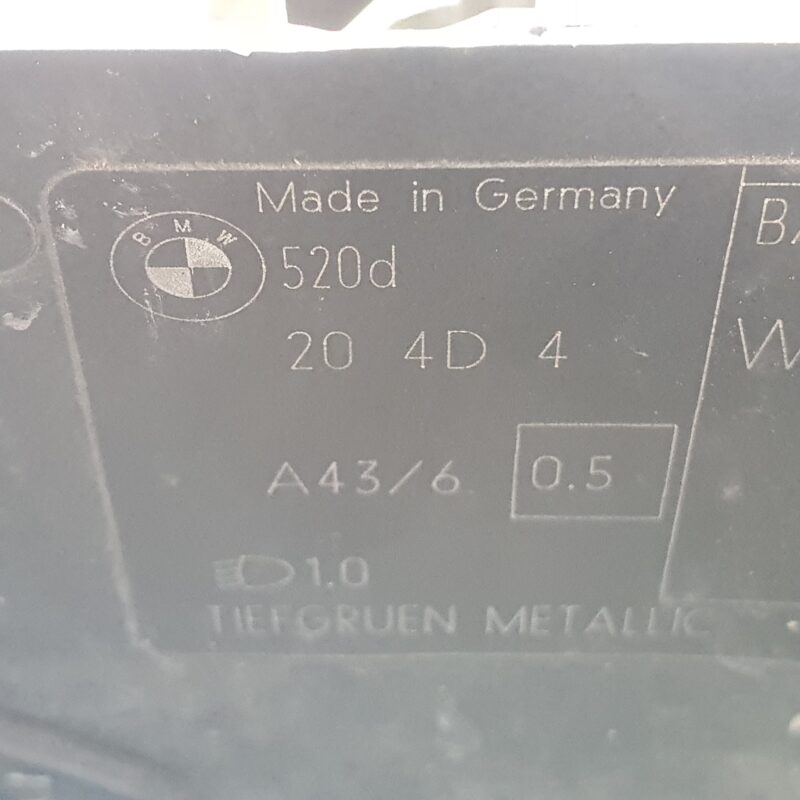 Made in Germany
BMW
520d
20 4D 4
A43/6 0.5
1.0
TIEFGRUEN METALLIC